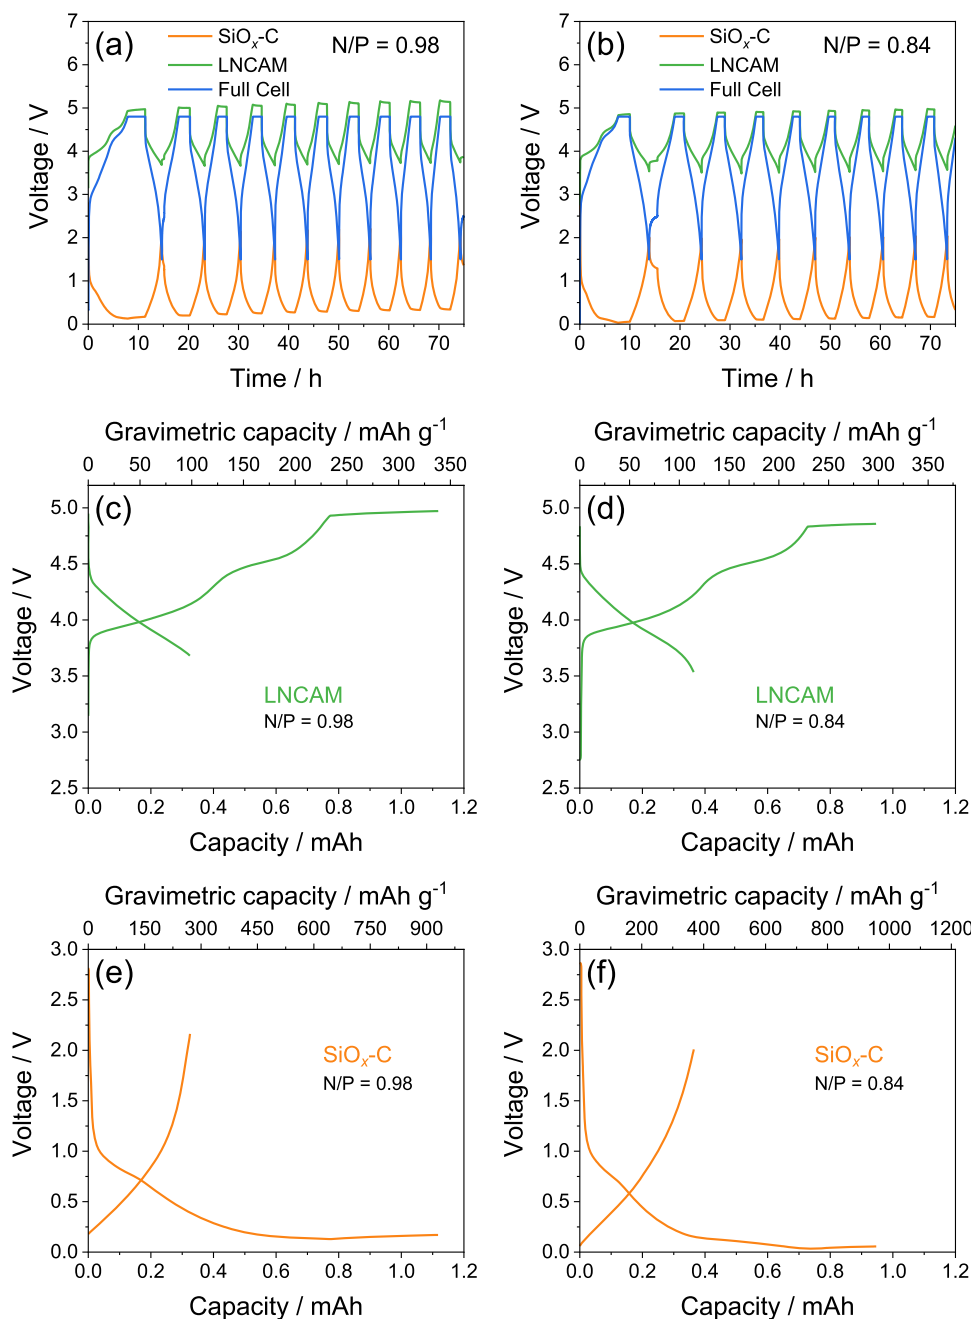 (a)
SiOx-C
LNCAM
Full Cell
N/P = 0.98
Voltage / V
7
6
5
4
3
2
1
0
0 10 20 30 40 50 60 70
Time / h
(b)
SiOx-C
LNCAM
Full Cell
N/P = 0.84
Voltage / V
7
6
5
4
3
2
1
0
0 10 20 30 40 50 60 70
Time / h
Gravimetric capacity / mAh g-1
0 50 100 150 200 250 300 350
(c)
Voltage / V
5.0
4.5
4.0
3.5
3.0
2.5
LNCAM
N/P = 0.98
0.0 0.2 0.4 0.6 0.8 1.0 1.2
Capacity / mAh
Gravimetric capacity / mAh g-1
0 50 100 150 200 250 300 350
(d)
Voltage / V
5.0
4.5
4.0
3.5
3.0
2.5
LNCAM
N/P = 0.84
0.0 0.2 0.4 0.6 0.8 1.0 1.2
Capacity / mAh
Gravimetric capacity / mAh g-1
0 150 300 450 600 750 900
(e)
Voltage / V
3.0
2.5
2.0
1.5
1.0
0.5
0.0
SiOx-C
N/P = 0.98
0.0 0.2 0.4 0.6 0.8 1.0 1.2
Capacity / mAh
Gravimetric capacity / mAh g-1
0 200 400 600 800 1000 1200
(f)
Voltage / V
3.0
2.5
2.0
1.5
1.0
0.5
0.0
SiOx-C
N/P = 0.84
0.0 0.2 0.4 0.6 0.8 1.0 1.2
Capacity / mAh